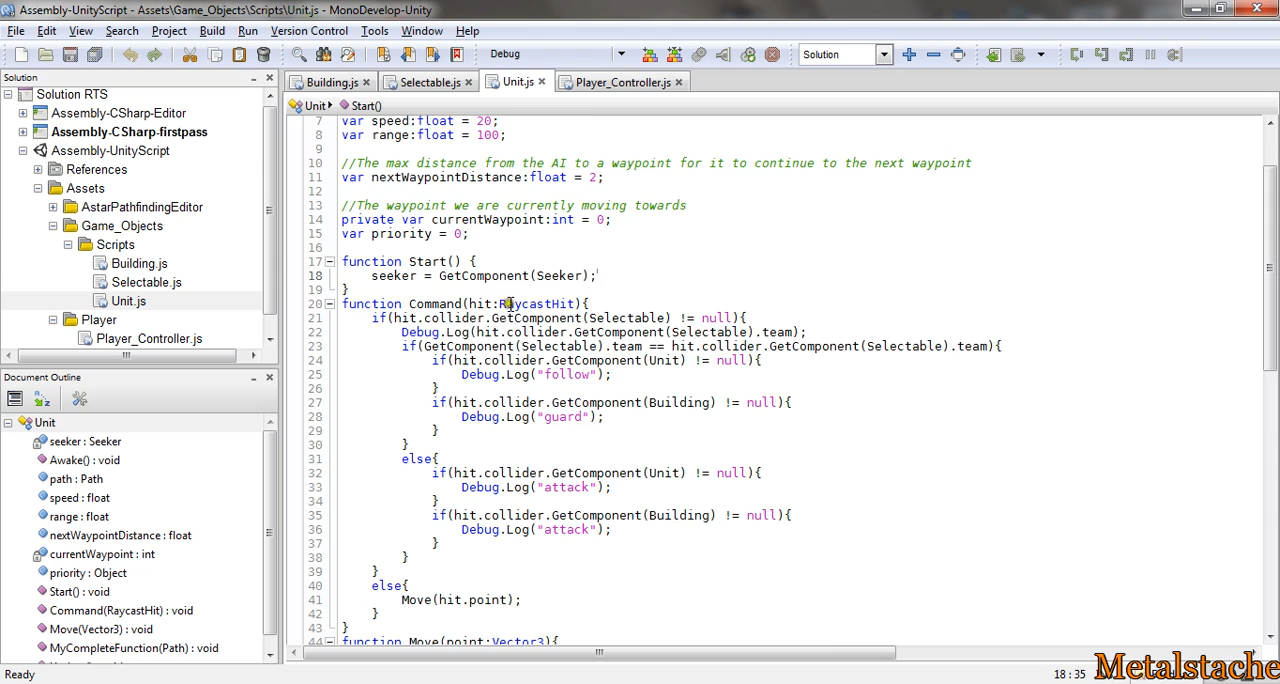 Assembly-UnityScript - Assets\Game_Objects\Scripts\Unit.js - MonoDevelop-Unity
File Edit View Search Project Build Run Version Control Tools Window Help
Debug Solution
Solution
Building.js Selectable.js Unit.js Player_Controller.js
Solution RTS
Assembly-CSharp-Editor
Assembly-CSharp-firstpass
Assembly-UnityScript
References
Assets
AstarPathfindingEditor
Game_Objects
Scripts
Building.js
Selectable.js
Unit.js
Player
Player_Controller.js
Document Outline
Unit
seeker : Seeker
Awake() : void
path : Path
speed : float
range : float
nextWaypointDistance : float
currentWaypoint : int
priority : Object
Start() : void
Command(RaycastHit) : void
Move(Vector3) : void
MyCompleteFunction(Path) : void
Unit Start()
7 var speed:float = 20;
8 var range:float = 100;
9
10 //The max distance from the AI to a waypoint for it to continue to the next waypoint
11 var nextWaypointDistance:float = 2;
12
13 //The waypoint we are currently moving towards
14 private var currentWaypoint:int = 0;
15 var priority = 0;
16
17 function Start() {
18 seeker = GetComponent(Seeker);
19 }
20 function Command(hit:RaycastHit){
21 if(hit.collider.GetComponent(Selectable) != null){
22 Debug.Log(hit.collider.GetComponent(Selectable).team);
23 if(GetComponent(Selectable).team == hit.collider.GetComponent(Selectable).team){
24 if(hit.collider.GetComponent(Unit) != null){
25 Debug.Log("follow");
26 }
27 if(hit.collider.GetComponent(Building) != null){
28 Debug.Log("guard");
29 }
30 }
31 else{
32 if(hit.collider.GetComponent(Unit) != null){
33 Debug.Log("attack");
34 }
35 if(hit.collider.GetComponent(Building) != null){
36 Debug.Log("attack");
37 }
38 }
39 }
40 else{
41 Move(hit.point);
42 }
43 }
44 function Move(point:Vector3){
Ready 18 : 35
Metalstache